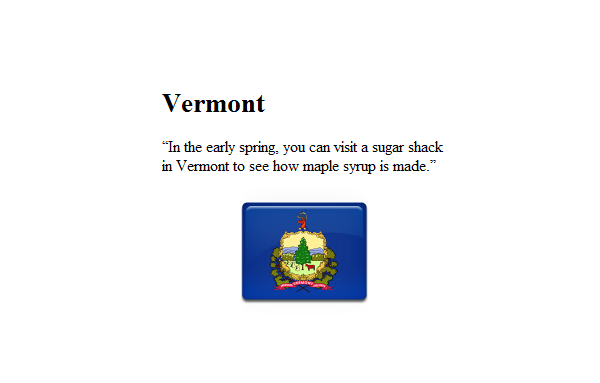 Vermont
“In the early spring, you can visit a sugar shack
in Vermont to see how maple syrup is made.”
VERMONT